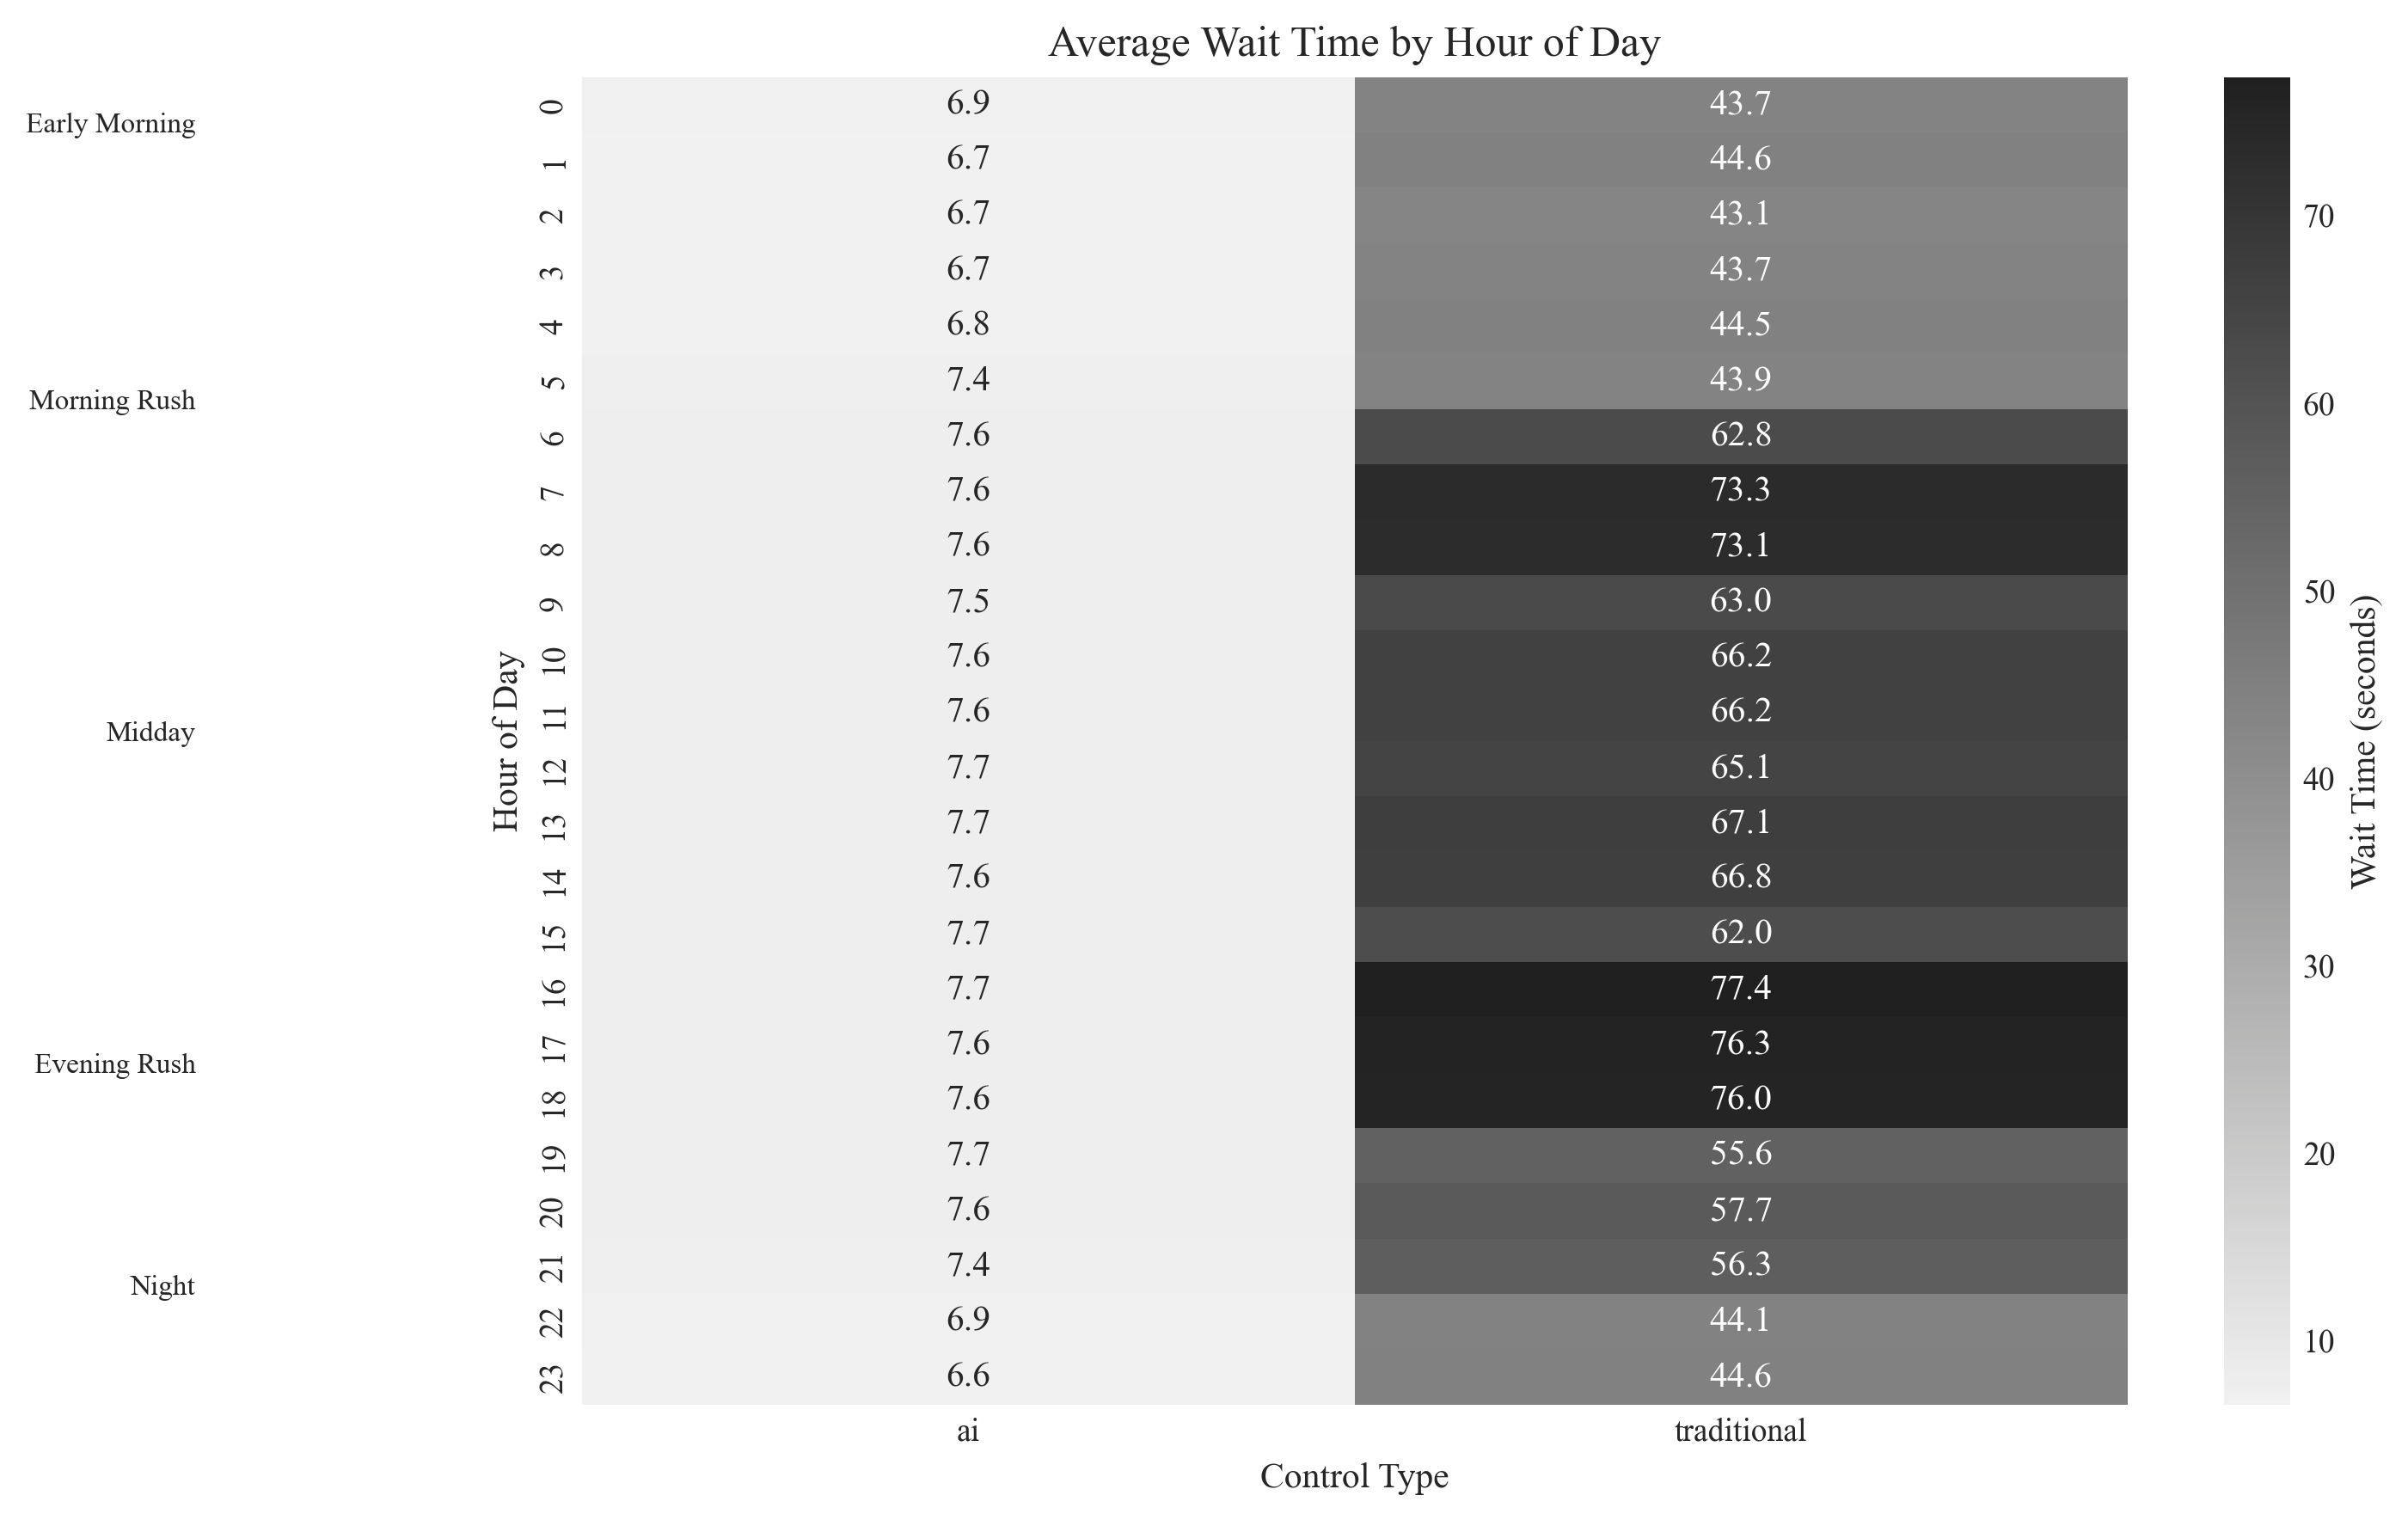 Average Wait Time by Hour of Day
Early Morning
Morning Rush
Midday
Evening Rush
Night
Hour of Day
0 6.9 43.7
1 6.7 44.6
2 6.7 43.1
3 6.7 43.7
4 6.8 44.5
5 7.4 43.9
6 7.6 62.8
7 7.6 73.3
8 7.6 73.1
9 7.5 63.0
10 7.6 66.2
11 7.6 66.2
12 7.7 65.1
13 7.7 67.1
14 7.6 66.8
15 7.7 62.0
16 7.7 77.4
17 7.6 76.3
18 7.6 76.0
19 7.7 55.6
20 7.6 57.7
21 7.4 56.3
22 6.9 44.1
23 6.6 44.6
ai traditional
Control Type
70
60
50
40
30
20
10
Wait Time (seconds)